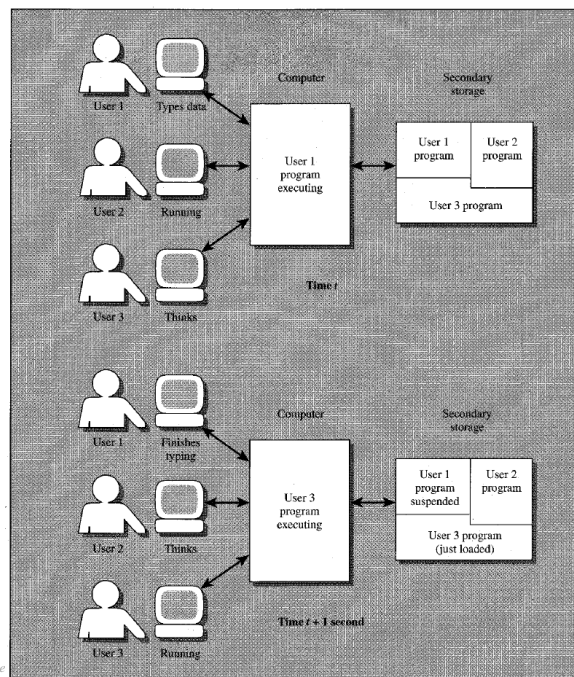 Computer
Secondary
storage
User 1
Types data
User 1
program
executing
User 1
program
User 2
program
User 3 program
User 2
Running
User 3
Thinks
Time t
Computer
Secondary
storage
User 1
Finishes
typing
User 3
program
executing
User 1
program
suspended
User 2
program
User 3 program
(just loaded)
User 2
Thinks
User 3
Running
Time t + 1 second
e